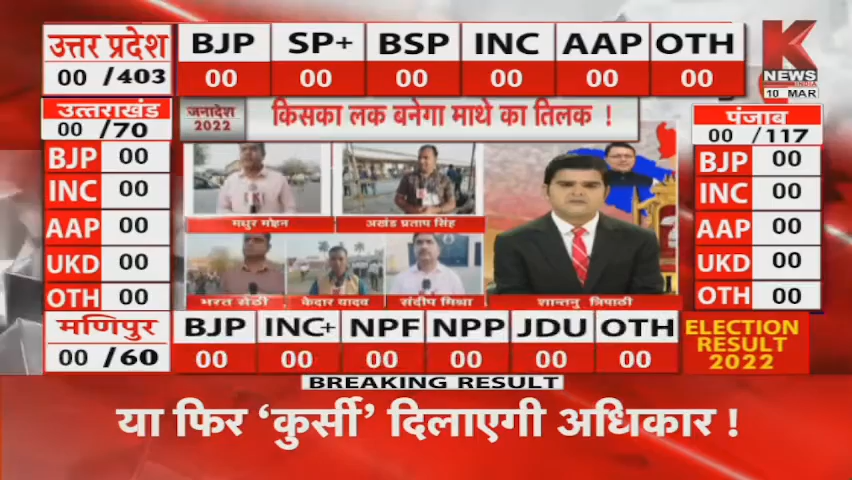 उत्तर प्रदेश
00 /403
BJP SP+ BSP INC AAP OTH
00 00 00 00 00 00
K
NEWS
INDIA
10 MAR
उत्तराखंड
00 /70
BJP 00
INC 00
AAP 00
UKD 00
OTH 00
जनादेश
2022
किसका लक बनेगा माथे का तिलक !
मधुर मोहन
अखंड प्रताप सिंह
भरत सेठी
केदार यादव
संदीप मिश्रा
शान्तनु त्रिपाठी
पंजाब
00 /117
BJP 00
INC 00
AAP 00
UKD 00
OTH 00
मणिपुर
00 /60
BJP INC+ NPF NPP JDU OTH
00 00 00 00 00 00
ELECTION
RESULT
2022
BREAKING RESULT
या फिर ‘कुर्सी’ दिलाएगी अधिकार !